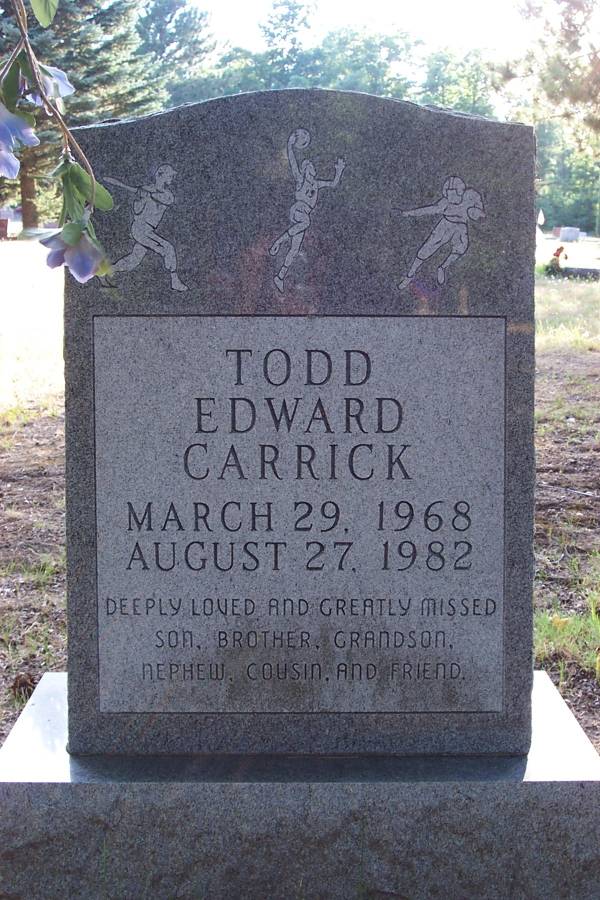 TODD
EDWARD
CARRICK
MARCH 29, 1968
AUGUST 27, 1982
DEEPLY LOVED AND GREATLY MISSED
SON, BROTHER, GRANDSON,
NEPHEW, COUSIN, AND FRIEND.